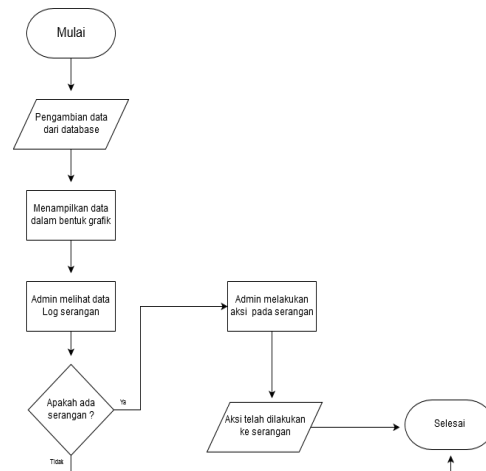 Mulai
Pengambian data
dari database
Menampilkan data
dalam bentuk grafik
Admin melihat data
Log serangan
Admin melakukan
aksi pada serangan
Apakah ada
serangan ?
Ya
Tidak
Aksi telah dilakukan
ke serangan
Selesai